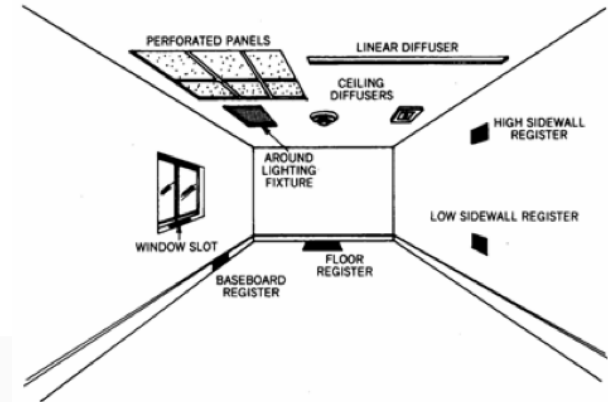 PERFORATED PANELS
LINEAR DIFFUSER
CEILING
DIFFUSERS
HIGH SIDEWALL
REGISTER
AROUND
LIGHTING
FIXTURE
LOW SIDEWALL REGISTER
WINDOW SLOT
FLOOR
REGISTER
BASEBOARD
REGISTER